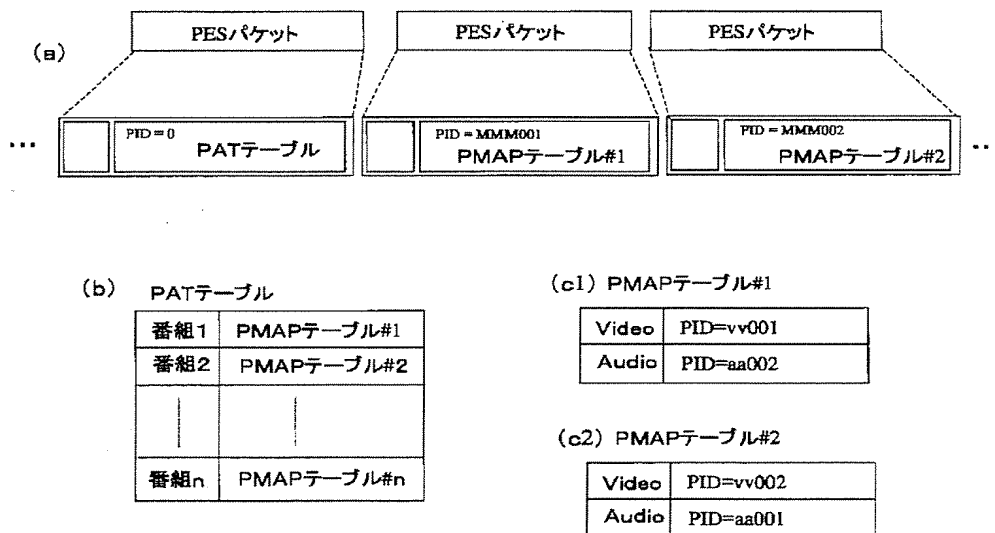 (a)
PESパケット PESパケット PESパケット
... PID = 0 PID = MMM001 PID = MMM002 ..
PATテーブル PMAPテーブル#1 PMAPテーブル#2
(b) PATテーブル
番組1 PMAPテーブル#1
番組2 PMAPテーブル#2
番組n PMAPテーブル#n
(c1) PMAPテーブル#1
Video PID=vv001
Audio PID=aa002
(c2) PMAPテーブル#2
Video PID=vv002
Audio PID=aa001